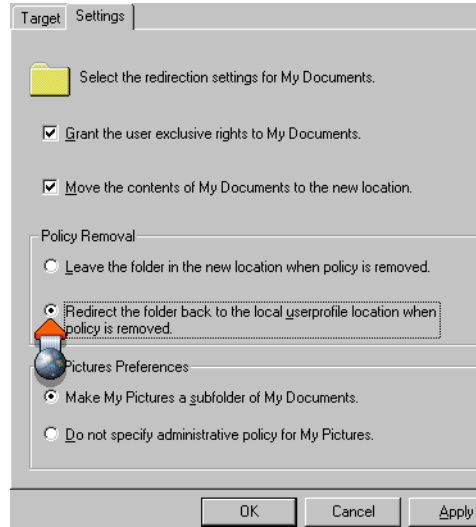 Target Settings
Select the redirection settings for My Documents.
Grant the user exclusive rights to My Documents.
Move the contents of My Documents to the new location.
Policy Removal
Leave the folder in the new location when policy is removed.
Redirect the folder back to the local userprofile location when
policy is removed.
Pictures Preferences
Make My Pictures a subfolder of My Documents.
Do not specify administrative policy for My Pictures.
OK Cancel Apply